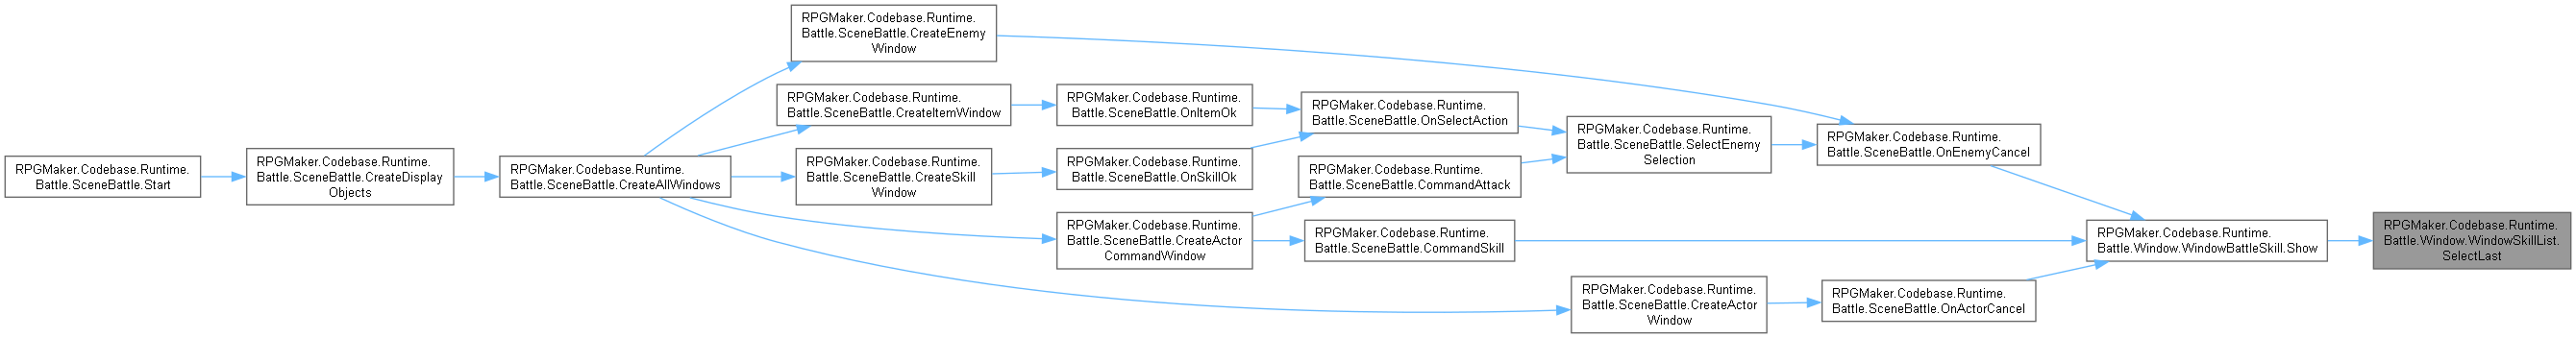 RPGMaker.Codebase.Runtime.
Battle.SceneBattle.Start
RPGMaker.Codebase.Runtime.
Battle.SceneBattle.CreateDisplay
Objects
RPGMaker.Codebase.Runtime.
Battle.SceneBattle.CreateAllWindows
RPGMaker.Codebase.Runtime.
Battle.SceneBattle.CreateEnemy
Window
RPGMaker.Codebase.Runtime.
Battle.SceneBattle.CreateItemWindow
RPGMaker.Codebase.Runtime.
Battle.SceneBattle.CreateSkill
Window
RPGMaker.Codebase.Runtime.
Battle.SceneBattle.OnItemOk
RPGMaker.Codebase.Runtime.
Battle.SceneBattle.OnSkillOk
RPGMaker.Codebase.Runtime.
Battle.SceneBattle.CreateActor
CommandWindow
RPGMaker.Codebase.Runtime.
Battle.SceneBattle.OnSelectAction
RPGMaker.Codebase.Runtime.
Battle.SceneBattle.CommandAttack
RPGMaker.Codebase.Runtime.
Battle.SceneBattle.CommandSkill
RPGMaker.Codebase.Runtime.
Battle.SceneBattle.SelectEnemy
Selection
RPGMaker.Codebase.Runtime.
Battle.SceneBattle.CreateActor
Window
RPGMaker.Codebase.Runtime.
Battle.SceneBattle.OnEnemyCancel
RPGMaker.Codebase.Runtime.
Battle.SceneBattle.OnActorCancel
RPGMaker.Codebase.Runtime.
Battle.Window.WindowBattleSkill.Show
RPGMaker.Codebase.Runtime.
Battle.Window.WindowSkillList.
SelectLast